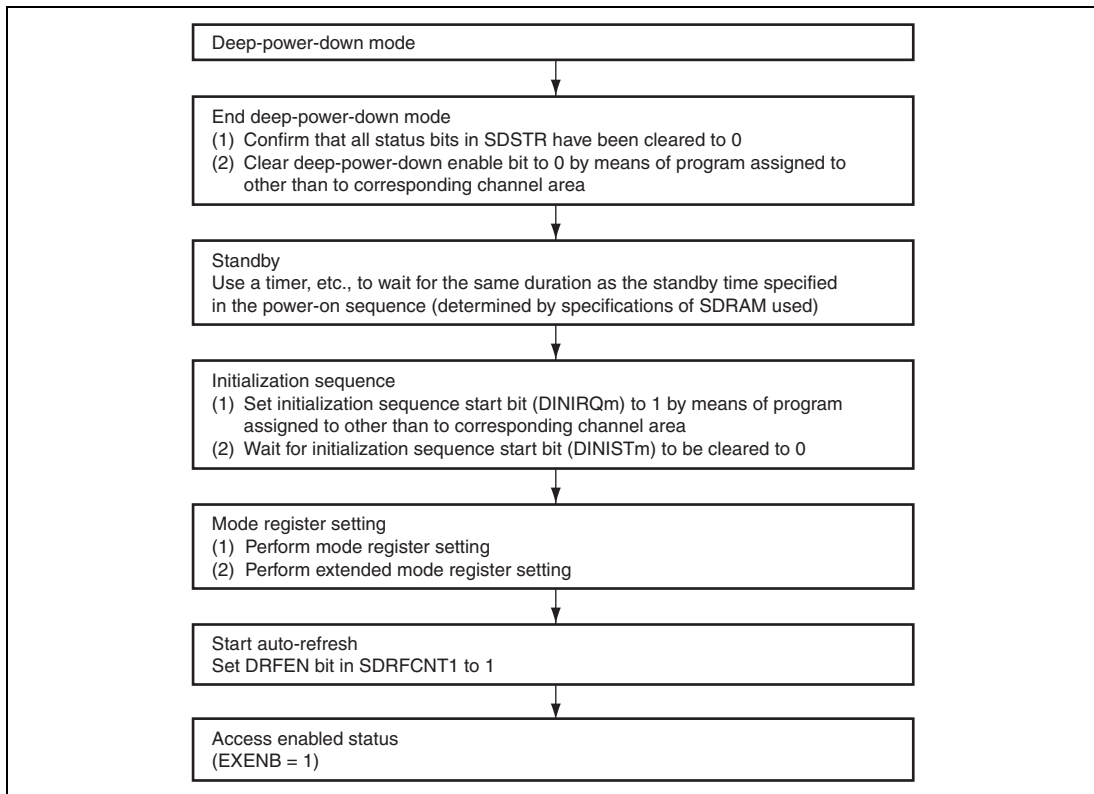 Deep-power-down mode
End deep-power-down mode
(1) Confirm that all status bits in SDSTR have been cleared to 0
(2) Clear deep-power-down enable bit to 0 by means of program assigned to
other than to corresponding channel area
Standby
Use a timer, etc., to wait for the same duration as the standby time specified
in the power-on sequence (determined by specifications of SDRAM used)
Initialization sequence
(1) Set initialization sequence start bit (DINIRQm) to 1 by means of program
assigned to other than to corresponding channel area
(2) Wait for initialization sequence start bit (DINISTm) to be cleared to 0
Mode register setting
(1) Perform mode register setting
(2) Perform extended mode register setting
Start auto-refresh
Set DRFEN bit in SDRFCNT1 to 1
Access enabled status
(EXENB = 1)